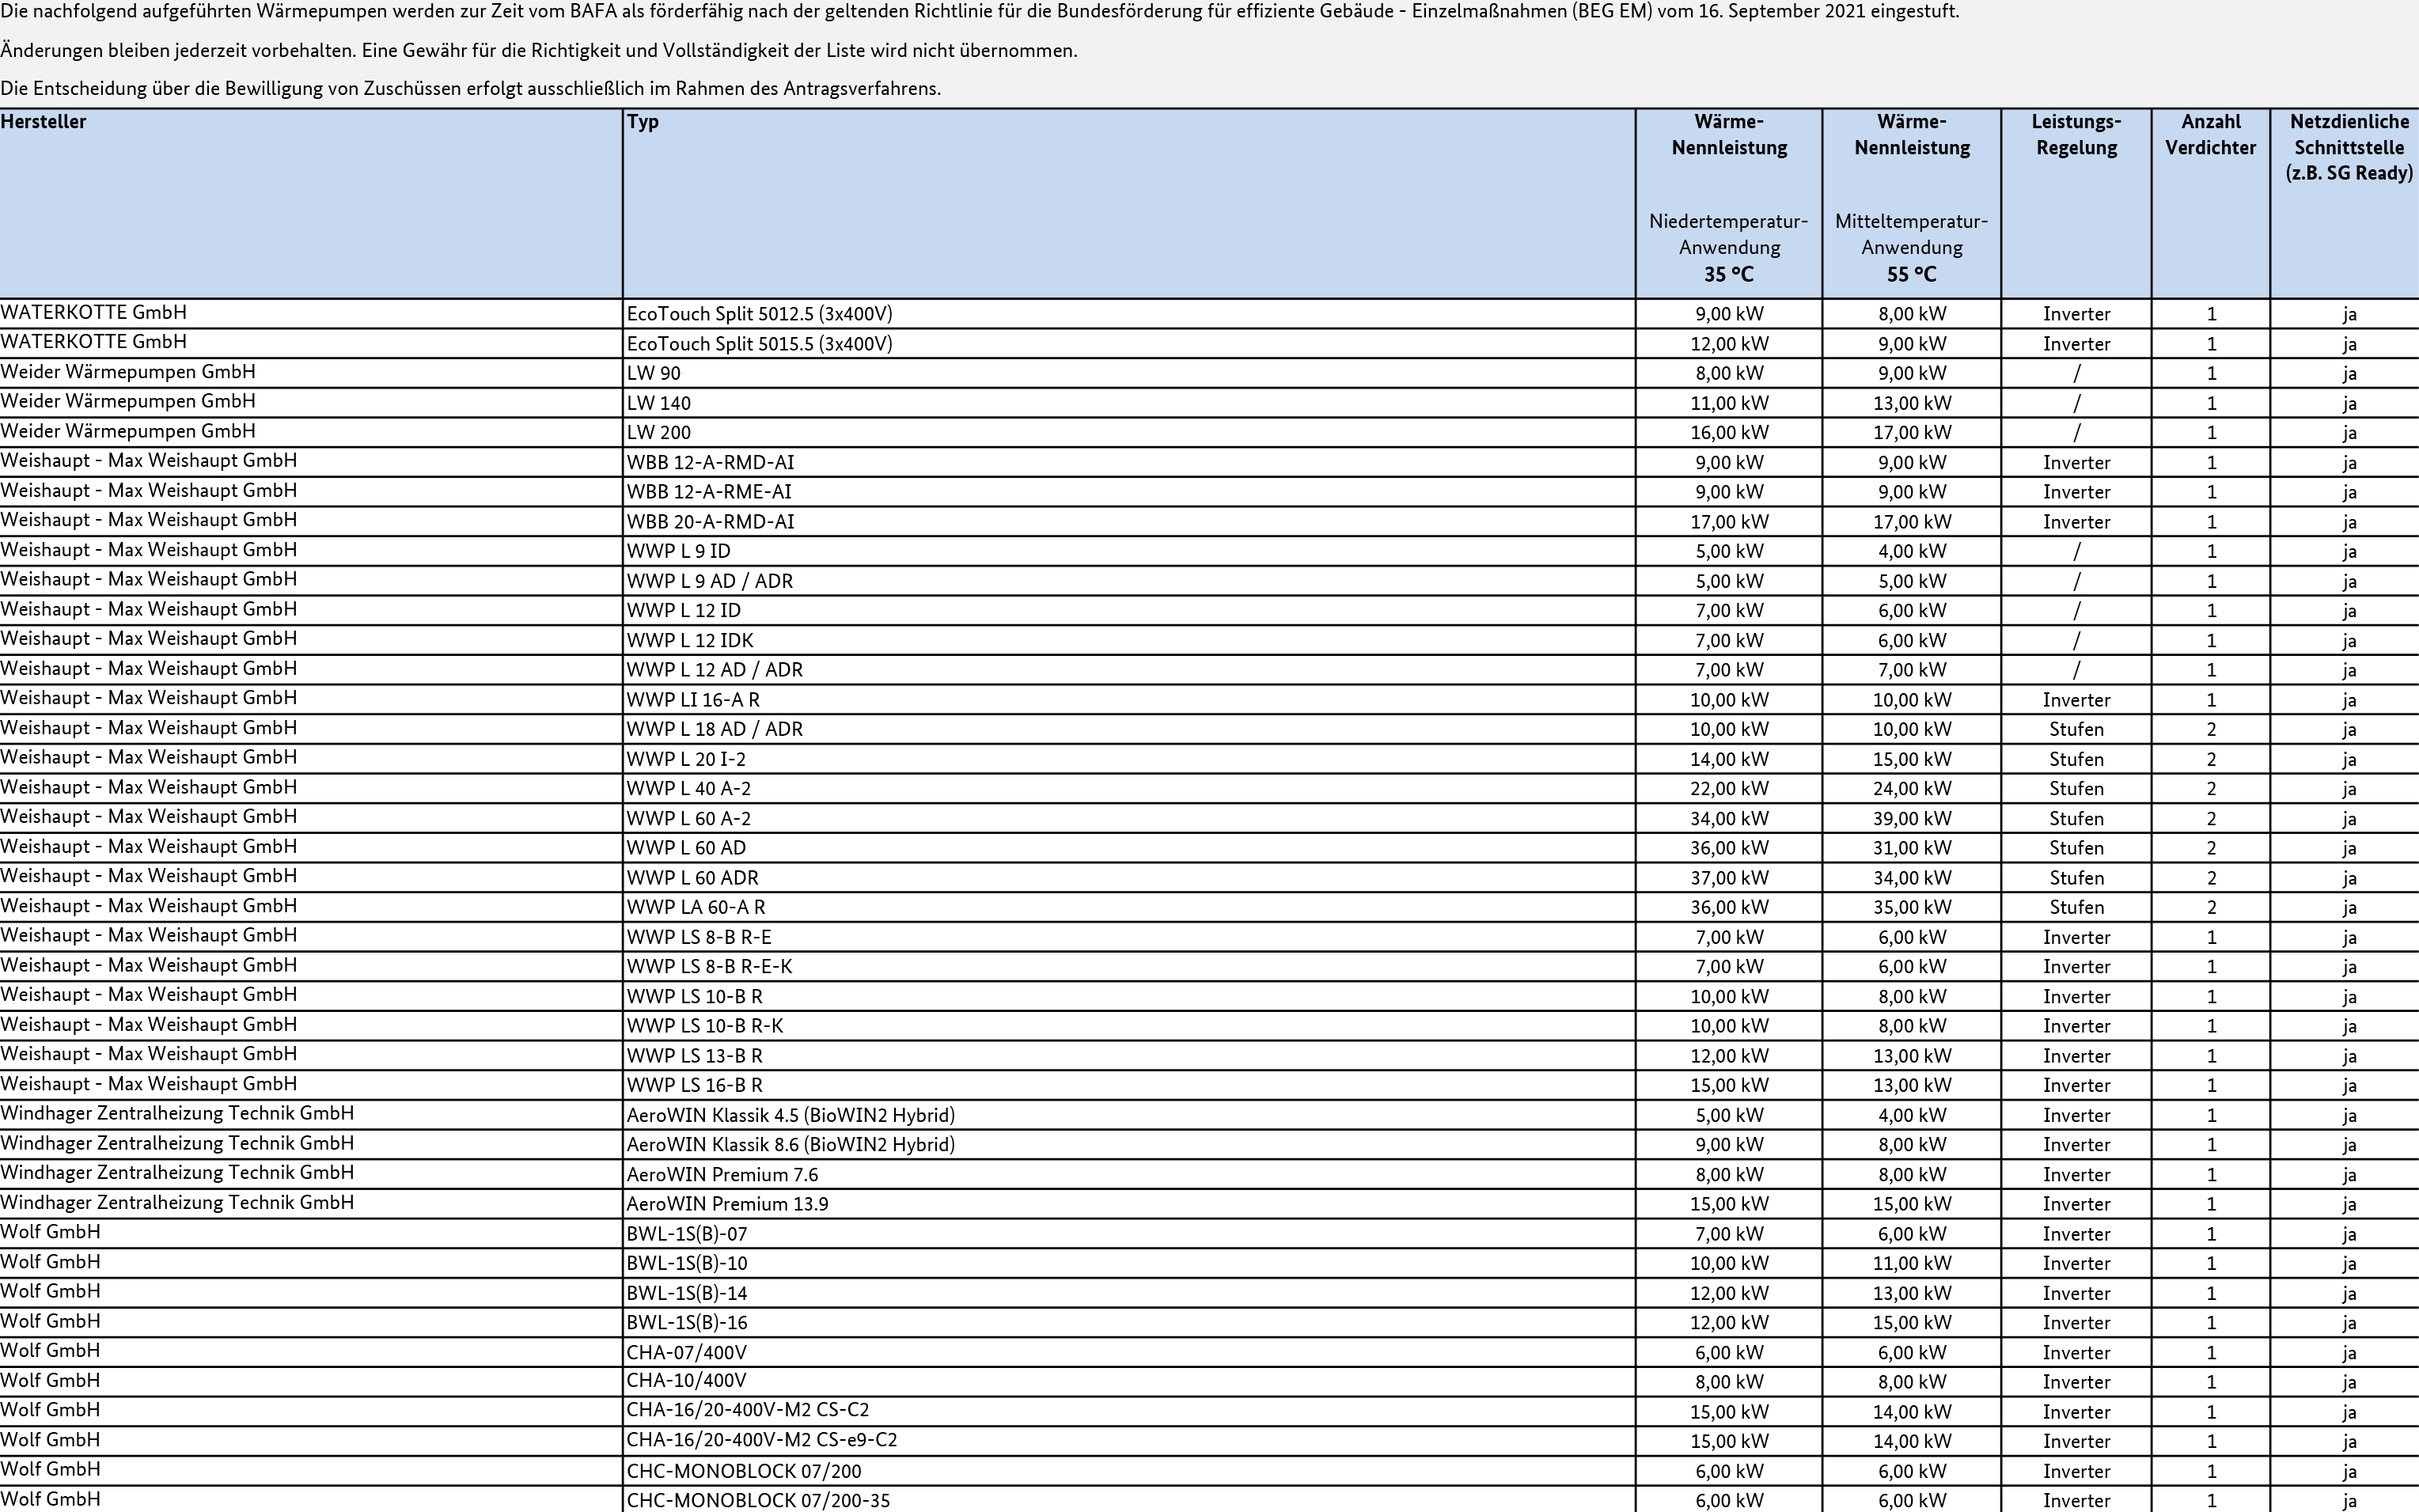 Die nachfolgend aufgeführten Wärmepumpen werden zur Zeit vom BAFA als förderfähig nach der geltenden Richtlinie für die Bundesförderung für effiziente Gebäude - Einzelmaßnahmen (BEG EM) vom 16. September 2021 eingestuft.
Änderungen bleiben jederzeit vorbehalten. Eine Gewähr für die Richtigkeit und Vollständigkeit der Liste wird nicht übernommen.
Die Entscheidung über die Bewilligung von Zuschüssen erfolgt ausschließlich im Rahmen des Antragsverfahrens.
Hersteller Typ Wärme- Wärme- Leistungs- Anzahl Netzdienliche
Nennleistung Nennleistung Regelung Verdichter Schnittstelle
(z.B. SG Ready)
Niedertemperatur- Mitteltemperatur-
Anwendung Anwendung
35 °C 55 °C
WATERKOTTE GmbH EcoTouch Split 5012.5 (3x400V) 9,00 kW 8,00 kW Inverter 1 ja
WATERKOTTE GmbH EcoTouch Split 5015.5 (3x400V) 12,00 kW 9,00 kW Inverter 1 ja
Weider Wärmepumpen GmbH LW 90 8,00 kW 9,00 kW / 1 ja
Weider Wärmepumpen GmbH LW 140 11,00 kW 13,00 kW / 1 ja
Weider Wärmepumpen GmbH LW 200 16,00 kW 17,00 kW / 1 ja
Weishaupt - Max Weishaupt GmbH WBB 12-A-RMD-AI 9,00 kW 9,00 kW Inverter 1 ja
Weishaupt - Max Weishaupt GmbH WBB 12-A-RME-AI 9,00 kW 9,00 kW Inverter 1 ja
Weishaupt - Max Weishaupt GmbH WBB 20-A-RMD-AI 17,00 kW 17,00 kW Inverter 1 ja
Weishaupt - Max Weishaupt GmbH WWP L 9 ID 5,00 kW 4,00 kW / 1 ja
Weishaupt - Max Weishaupt GmbH WWP L 9 AD / ADR 5,00 kW 5,00 kW / 1 ja
Weishaupt - Max Weishaupt GmbH WWP L 12 ID 7,00 kW 6,00 kW / 1 ja
Weishaupt - Max Weishaupt GmbH WWP L 12 IDK 7,00 kW 6,00 kW / 1 ja
Weishaupt - Max Weishaupt GmbH WWP L 12 AD / ADR 7,00 kW 7,00 kW / 1 ja
Weishaupt - Max Weishaupt GmbH WWP LI 16-A R 10,00 kW 10,00 kW Inverter 1 ja
Weishaupt - Max Weishaupt GmbH WWP L 18 AD / ADR 10,00 kW 10,00 kW Stufen 2 ja
Weishaupt - Max Weishaupt GmbH WWP L 20 I-2 14,00 kW 15,00 kW Stufen 2 ja
Weishaupt - Max Weishaupt GmbH WWP L 40 A-2 22,00 kW 24,00 kW Stufen 2 ja
Weishaupt - Max Weishaupt GmbH WWP L 60 A-2 34,00 kW 39,00 kW Stufen 2 ja
Weishaupt - Max Weishaupt GmbH WWP L 60 AD 36,00 kW 31,00 kW Stufen 2 ja
Weishaupt - Max Weishaupt GmbH WWP L 60 ADR 37,00 kW 34,00 kW Stufen 2 ja
Weishaupt - Max Weishaupt GmbH WWP LA 60-A R 36,00 kW 35,00 kW Stufen 2 ja
Weishaupt - Max Weishaupt GmbH WWP LS 8-B R-E 7,00 kW 6,00 kW Inverter 1 ja
Weishaupt - Max Weishaupt GmbH WWP LS 8-B R-E-K 7,00 kW 6,00 kW Inverter 1 ja
Weishaupt - Max Weishaupt GmbH WWP LS 10-B R 10,00 kW 8,00 kW Inverter 1 ja
Weishaupt - Max Weishaupt GmbH WWP LS 10-B R-K 10,00 kW 8,00 kW Inverter 1 ja
Weishaupt - Max Weishaupt GmbH WWP LS 13-B R 12,00 kW 13,00 kW Inverter 1 ja
Weishaupt - Max Weishaupt GmbH WWP LS 16-B R 15,00 kW 13,00 kW Inverter 1 ja
Windhager Zentralheizung Technik GmbH AeroWIN Klassik 4.5 (BioWIN2 Hybrid) 5,00 kW 4,00 kW Inverter 1 ja
Windhager Zentralheizung Technik GmbH AeroWIN Klassik 8.6 (BioWIN2 Hybrid) 9,00 kW 8,00 kW Inverter 1 ja
Windhager Zentralheizung Technik GmbH AeroWIN Premium 7.6 8,00 kW 8,00 kW Inverter 1 ja
Windhager Zentralheizung Technik GmbH AeroWIN Premium 13.9 15,00 kW 15,00 kW Inverter 1 ja
Wolf GmbH BWL-1S(B)-07 7,00 kW 6,00 kW Inverter 1 ja
Wolf GmbH BWL-1S(B)-10 10,00 kW 11,00 kW Inverter 1 ja
Wolf GmbH BWL-1S(B)-14 12,00 kW 13,00 kW Inverter 1 ja
Wolf GmbH BWL-1S(B)-16 12,00 kW 15,00 kW Inverter 1 ja
Wolf GmbH CHA-07/400V 6,00 kW 6,00 kW Inverter 1 ja
Wolf GmbH CHA-10/400V 8,00 kW 8,00 kW Inverter 1 ja
Wolf GmbH CHA-16/20-400V-M2 CS-C2 15,00 kW 14,00 kW Inverter 1 ja
Wolf GmbH CHA-16/20-400V-M2 CS-e9-C2 15,00 kW 14,00 kW Inverter 1 ja
Wolf GmbH CHC-MONOBLOCK 07/200 6,00 kW 6,00 kW Inverter 1 ja
Wolf GmbH CHC-MONOBLOCK 07/200-35 6,00 kW 6,00 kW Inverter 1 ja